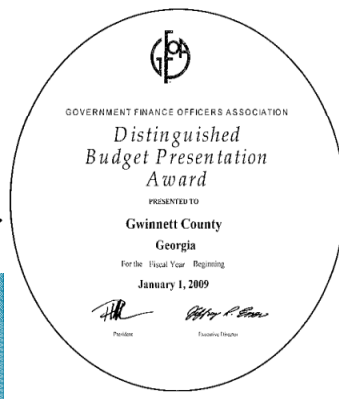 GFOA
GOVERNMENT FINANCE OFFICERS ASSOCIATION
Distinguished
Budget Presentation
Award
PRESENTED TO
Gwinnett County
Georgia
For the Fiscal Year Beginning
January 1, 2009
President
Executive Director